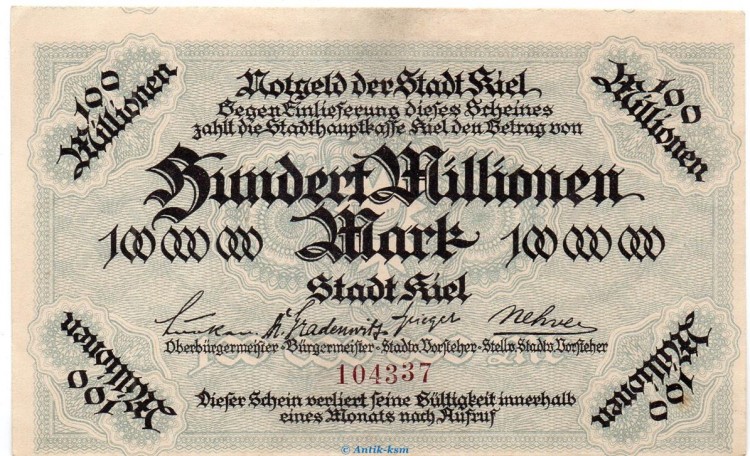 100 Millionen
100 Millionen
Notgeld der Stadt Kiel
Gegen Einlieferung dieses Scheines
zahlt die Stadthauptkasse Kiel den Betrag von
Hundert Millionen
100 000 000 Mark 100 000 000
Stadt Kiel
Gradenwitz
Oberbürgermeister - Bürgermeister - Stadtv. Vorsteher - Stellv. Stadtv. Vorsteher
104337
Dieser Schein verliert seine Gültigkeit innerhalb
eines Monats nach Aufruf
100 Millionen
100 Millionen
© Antik-ksm